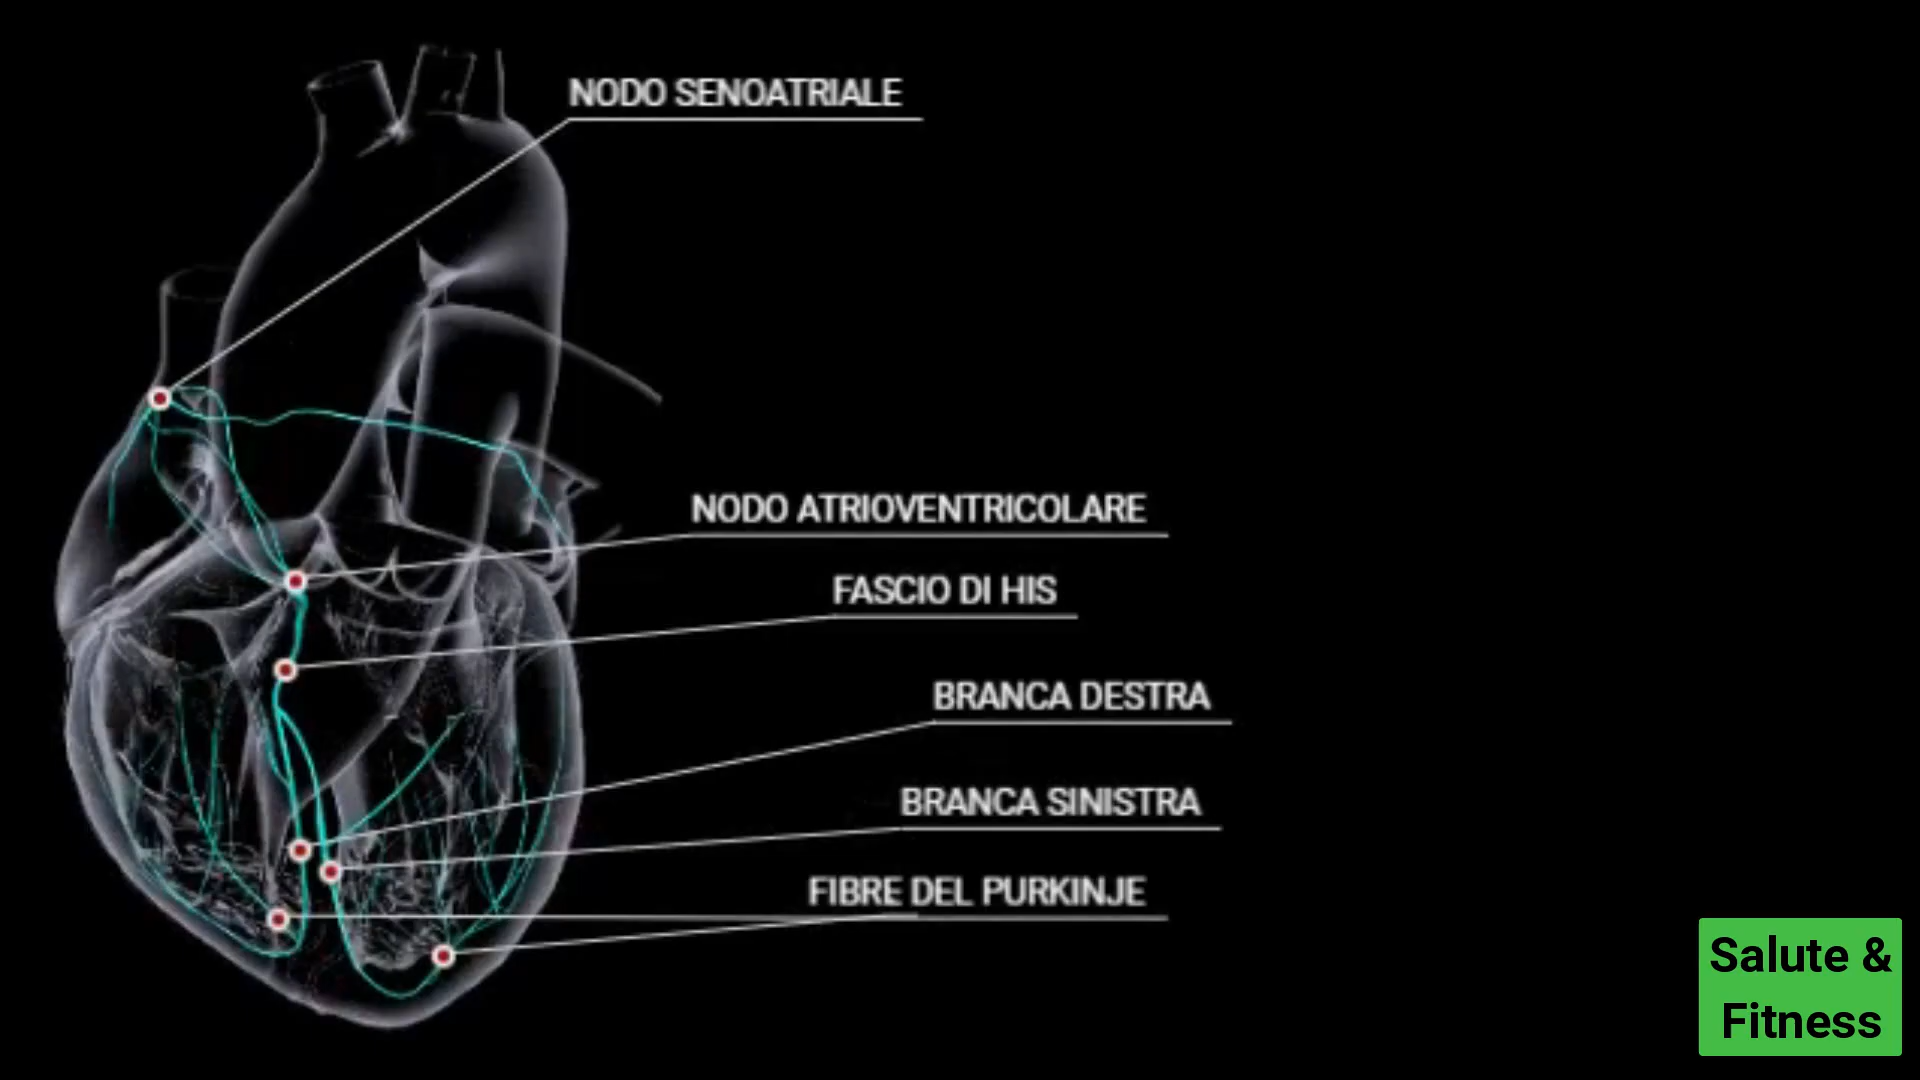 NODO SENOATRIALE
NODO ATRIOVENTRICOLARE
FASCIO DI HIS
BRANCA DESTRA
BRANCA SINISTRA
FIBRE DEL PURKINJE
Salute &
Fitness